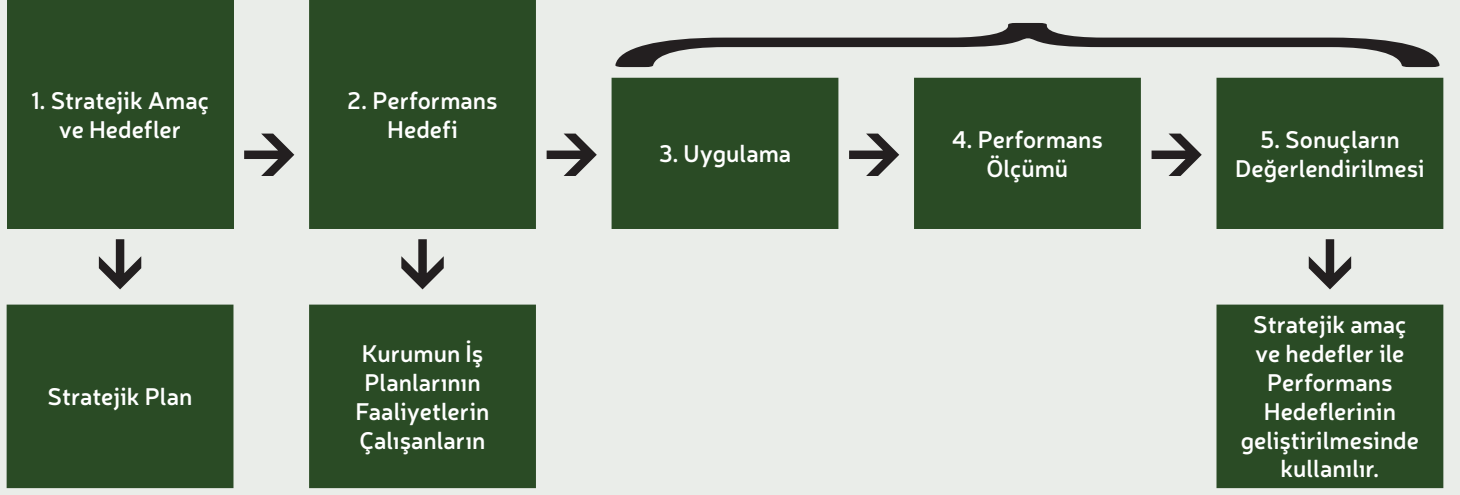 1. Stratejik Amaç
ve Hedefler
2. Performans
Hedefi
3. Uygulama
4. Performans
Ölçümü
5. Sonuçların
Değerlendirilmesi
Stratejik Plan
Kurumun İş
Planlarının
Faaliyetlerin
Çalışanların
Stratejik amaç
ve hedefler ile
Performans
Hedeflerinin
geliştirilmesinde
kullanılır.